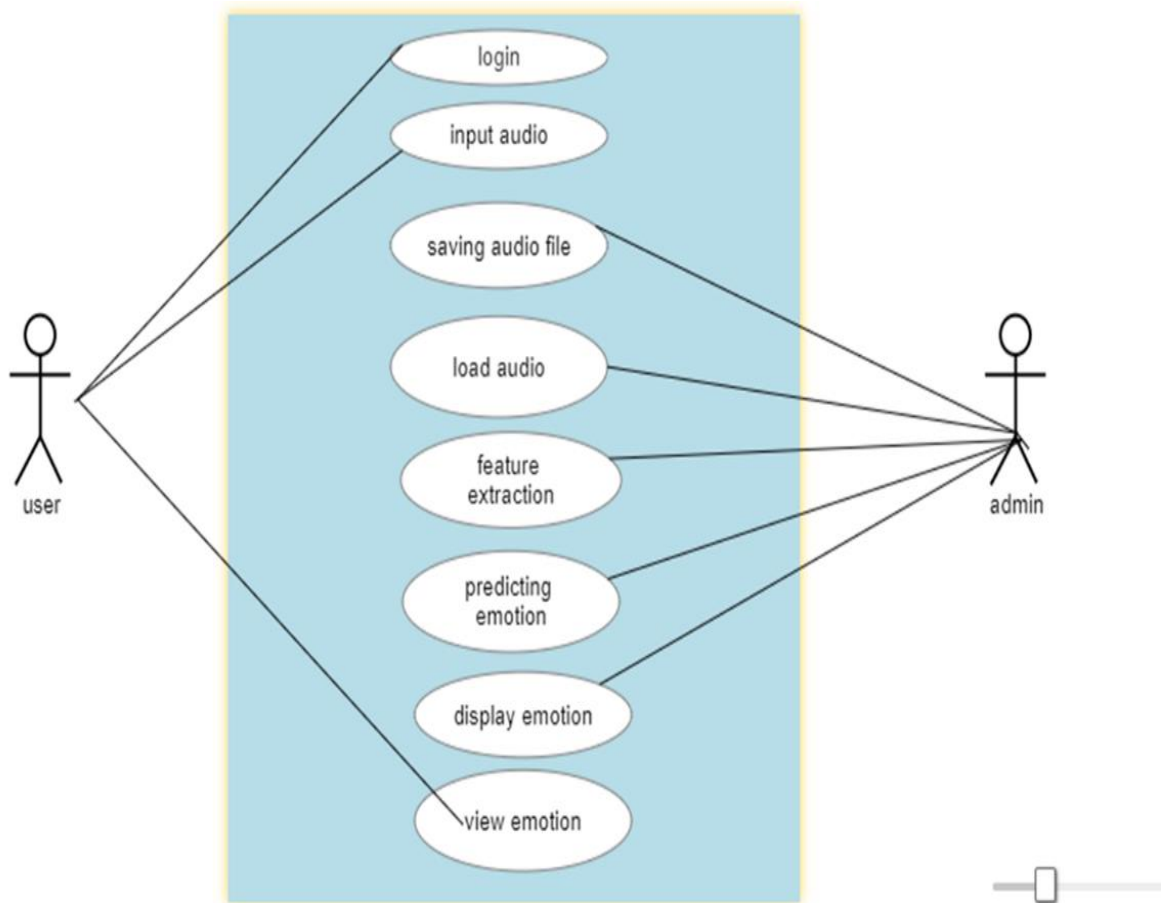 login
input audio
saving audio file
load audio
feature
extraction
predicting
emotion
display emotion
view emotion
user
admin